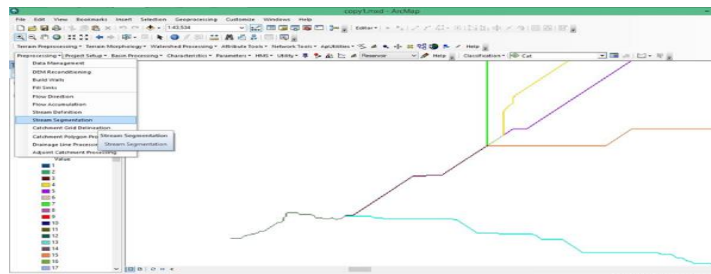 copy1.mxd - ArcMap
File Edit View Bookmarks Insert Selection Geoprocessing Customize Windows Help
1:43,534 Editor
Terrain Preprocessing Terrain Morphology Watershed Processing Attribute Tools Network Tools ApUtilities Help
Preprocessing Project Setup Basin Processing Characteristics Parameters HMS Utility Reservoir Help Classification Cat
Data Management
DEM Reconditioning
Build Walls
Fill Sinks
Flow Direction
Flow Accumulation
Stream Definition
Stream Segmentation
Catchment Grid Delineation
Catchment Polygon Pro
Stream Segmentation
Drainage Line Processi
Stream Segmentation
Adjoint Catchment Processing
Value
1
2
3
4
5
6
7
8
9
10
11
12
13
14
15
16
17